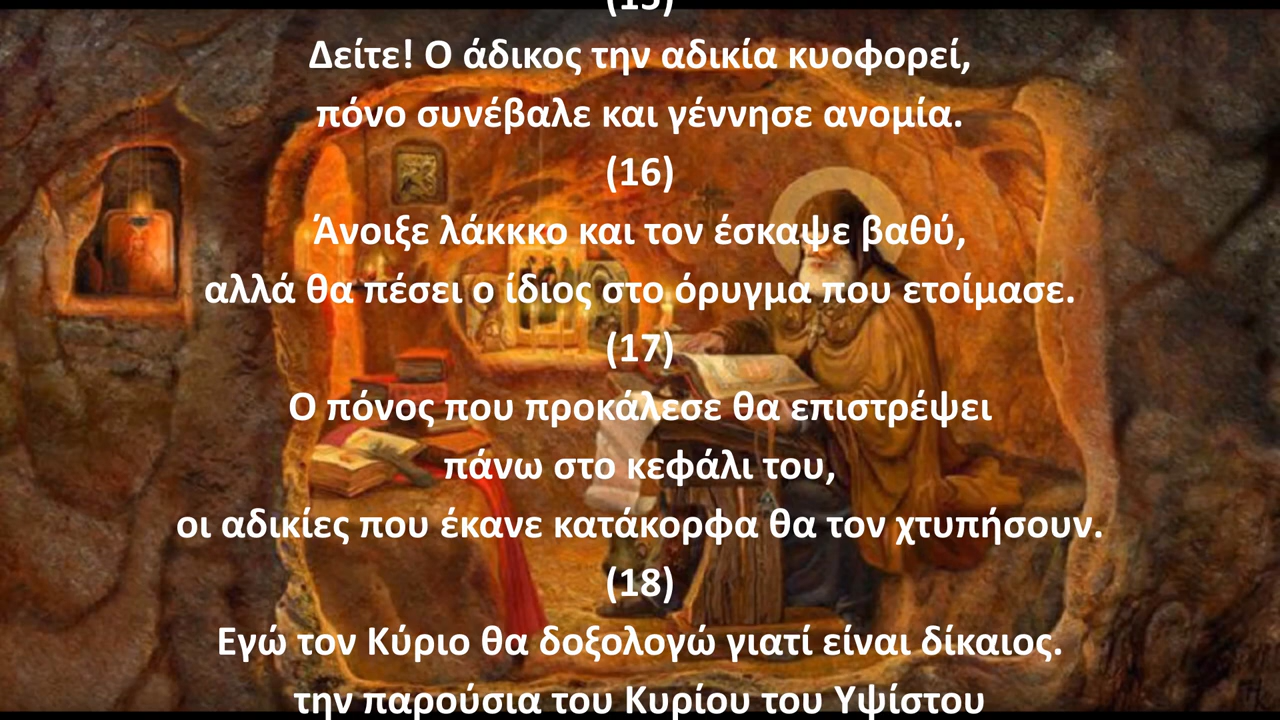 (15)
Δείτε! Ο άδικος την αδικία κυοφορεί,
πόνο συνέβαλε και γέννησε ανομία.
(16)
Άνοιξε λάκκκο και τον έσκαψε βαθύ,
αλλά θα πέσει ο ίδιος στο όρυγμα που ετοίμασε.
(17)
Ο πόνος που προκάλεσε θα επιστρέψει
πάνω στο κεφάλι του,
οι αδικίες που έκανε κατάκορφα θα τον χτυπήσουν.
(18)
Εγώ τον Κύριο θα δοξολογώ γιατί είναι δίκαιος.
την παρούσια του Κυρίου του Υψίστου